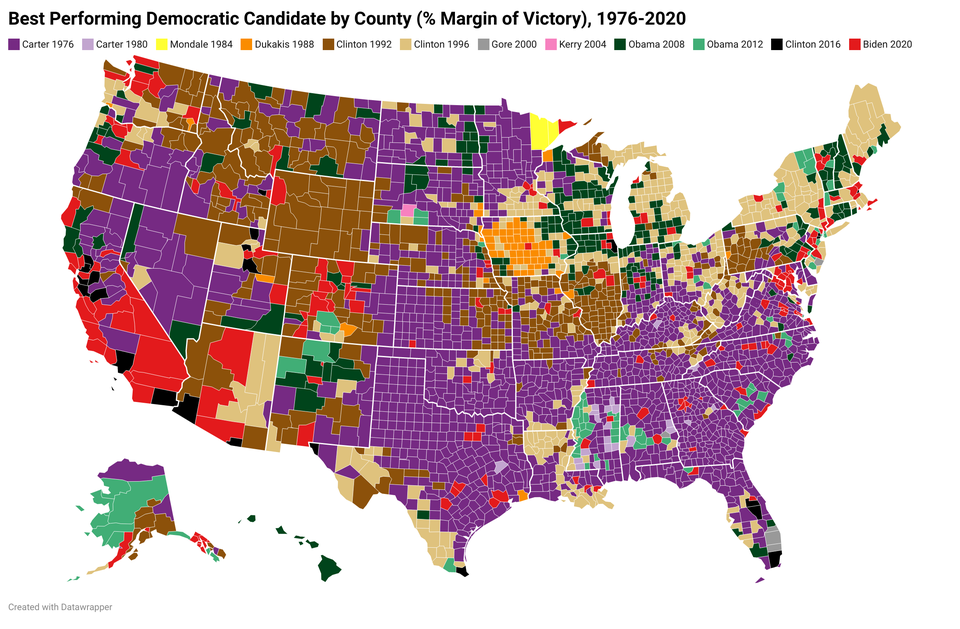 Best Performing Democratic Candidate by County (% Margin of Victory), 1976-2020
Carter 1976 Carter 1980 Mondale 1984 Dukakis 1988 Clinton 1992 Clinton 1996 Gore 2000 Kerry 2004 Obama 2008 Obama 2012 Clinton 2016 Biden 2020
Created with Datawrapper